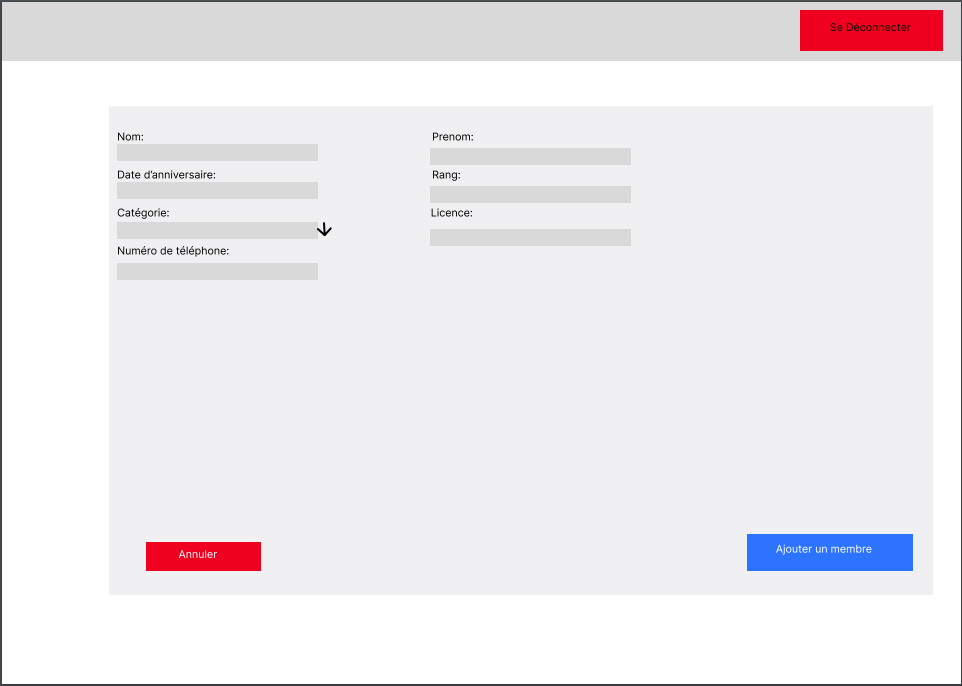 Se Déconnecter
Nom:
Prenom:
Date d'anniversaire:
Rang:
Catégorie:
Licence:
Numéro de téléphone:
Annuler
Ajouter un membre